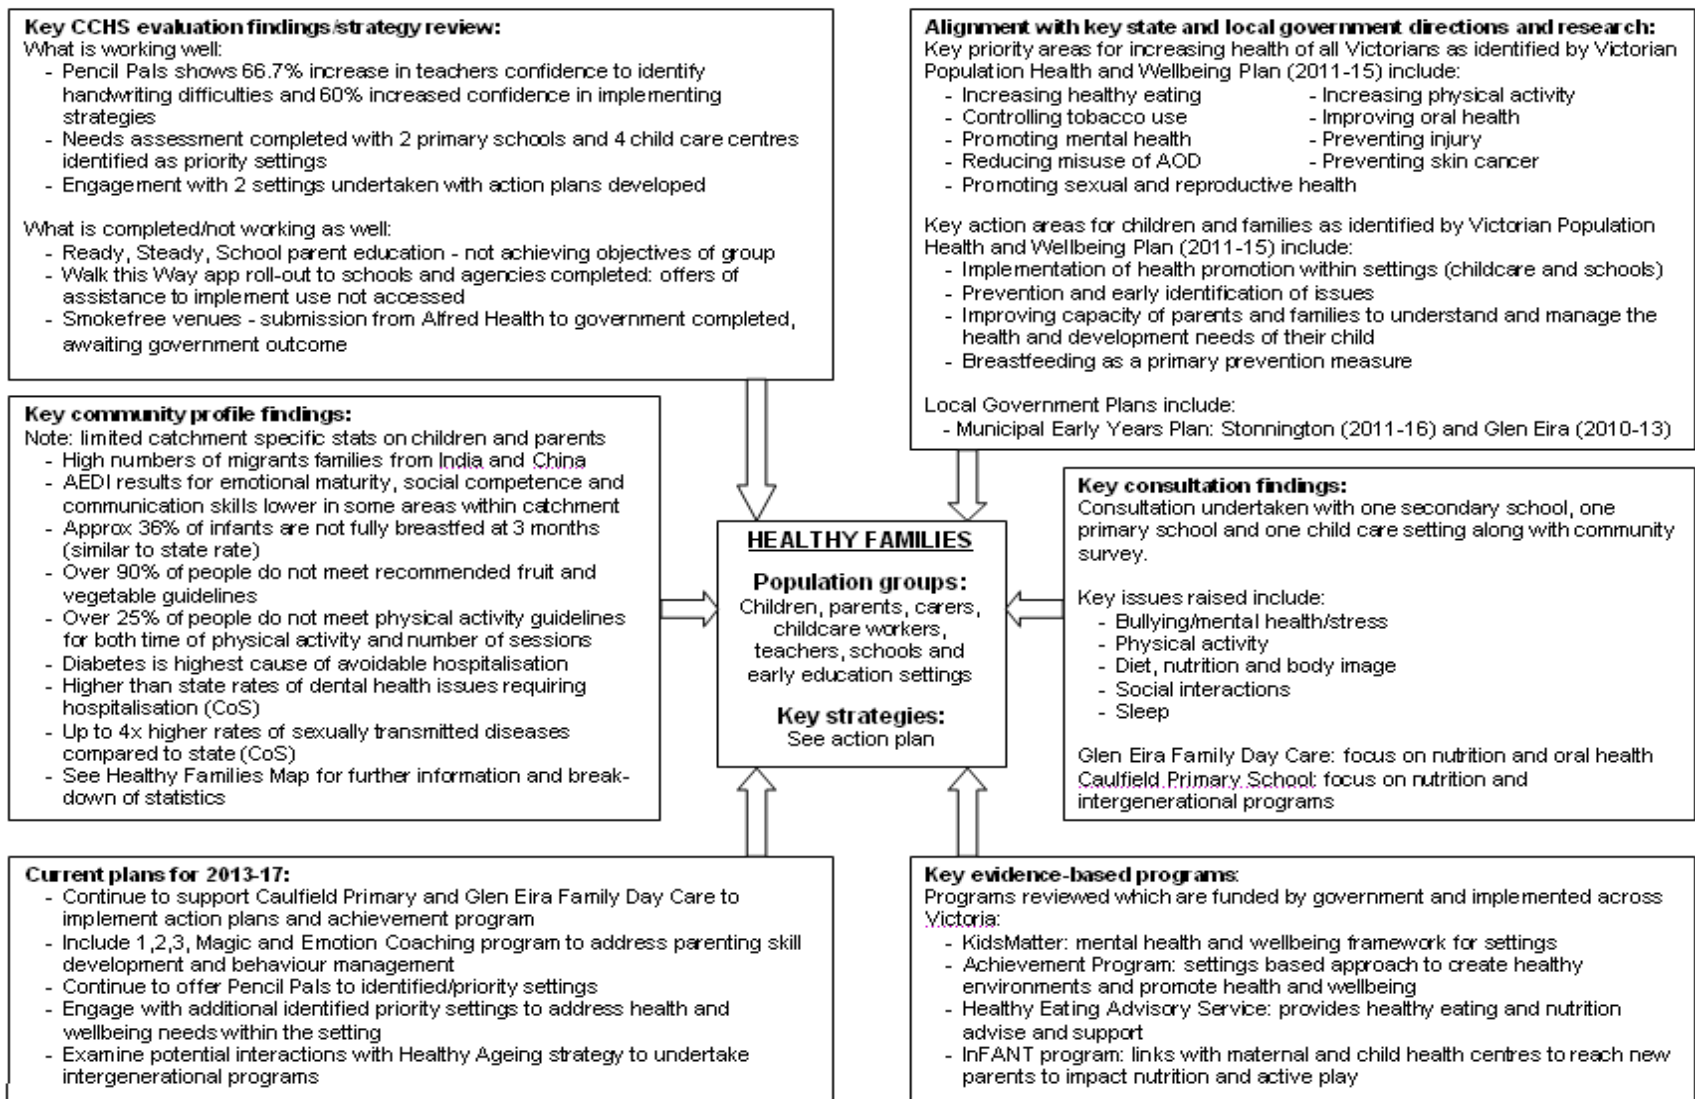 Key CCHS evaluation findings/strategy review:
What is working well:
- Pencil Pals shows 66.7% increase in teachers confidence to identify
handwriting difficulties and 60% increased confidence in implementing
strategies
- Needs assessment completed with 2 primary schools and 4 child care centres
identified as priority settings
- Engagement with 2 settings undertaken with action plans developed
What is completed/not working as well:
- Ready, Steady, School parent education - not achieving objectives of group
- Walk this Way app roll-out to schools and agencies completed: offers of
assistance to implement use not accessed
- Smokefree venues - submission from Alfred Health to government completed,
awaiting government outcome
Alignment with key state and local government directions and research:
Key priority areas for increasing health of all Victorians as identified by Victorian
Population Health and Wellbeing Plan (2011-15) include:
- Increasing healthy eating - Increasing physical activity
- Controlling tobacco use - Improving oral health
- Promoting mental health - Preventing injury
- Reducing misuse of AOD - Preventing skin cancer
- Promoting sexual and reproductive health
Key action areas for children and families as identified by Victorian Population
Health and Wellbeing Plan (2011-15) include:
- Implementation of health promotion within settings (childcare and schools)
- Prevention and early identification of issues
- Improving capacity of parents and families to understand and manage the
health and development needs of their child
- Breastfeeding as a primary prevention measure
Local Government Plans include:
- Municipal Early Years Plan: Stonnington (2011-16) and Glen Eira (2010-13)
Key community profile findings:
Note: limited catchment specific stats on children and parents
- High numbers of migrants families from India and China
- AEDI results for emotional maturity, social competence and
communication skills lower in some areas within catchment
- Approx 36% of infants are not fully breastfed at 3 months
(similar to state rate)
- Over 90% of people do not meet recommended fruit and
vegetable guidelines
- Over 25% of people do not meet physical activity guidelines
for both time of physical activity and number of sessions
- Diabetes is highest cause of avoidable hospitalisation
- Higher than state rates of dental health issues requiring
hospitalisation (CoS)
- Up to 4x higher rates of sexually transmitted diseases
compared to state (CoS)
- See Healthy Families Map for further information and break-
down of statistics
HEALTHY FAMILIES
Population groups:
Children, parents, carers,
childcare workers,
teachers, schools and
early education settings
Key strategies:
See action plan
Key consultation findings:
Consultation undertaken with one secondary school, one
primary school and one child care setting along with community
survey.
Key issues raised include:
- Bullying/mental health/stress
- Physical activity
- Diet, nutrition and body image
- Social interactions
- Sleep
Glen Eira Family Day Care: focus on nutrition and oral health
Caulfield Primary School: focus on nutrition and
intergenerational programs
Current plans for 2013-17:
- Continue to support Caulfield Primary and Glen Eira Family Day Care to
implement action plans and achievement program
- Include 1,2,3, Magic and Emotion Coaching program to address parenting skill
development and behaviour management
- Continue to offer Pencil Pals to identified/priority settings
- Engage with additional identified priority settings to address health and
wellbeing needs within the setting
- Examine potential interactions with Healthy Ageing strategy to undertake
intergenerational programs
Key evidence-based programs:
Programs reviewed which are funded by government and implemented across
Victoria:
- KidsMatter: mental health and wellbeing framework for settings
- Achievement Program: settings based approach to create healthy
environments and promote health and wellbeing
- Healthy Eating Advisory Service: provides healthy eating and nutrition
advise and support
- InFANT program: links with maternal and child health centres to reach new
parents to impact nutrition and active play